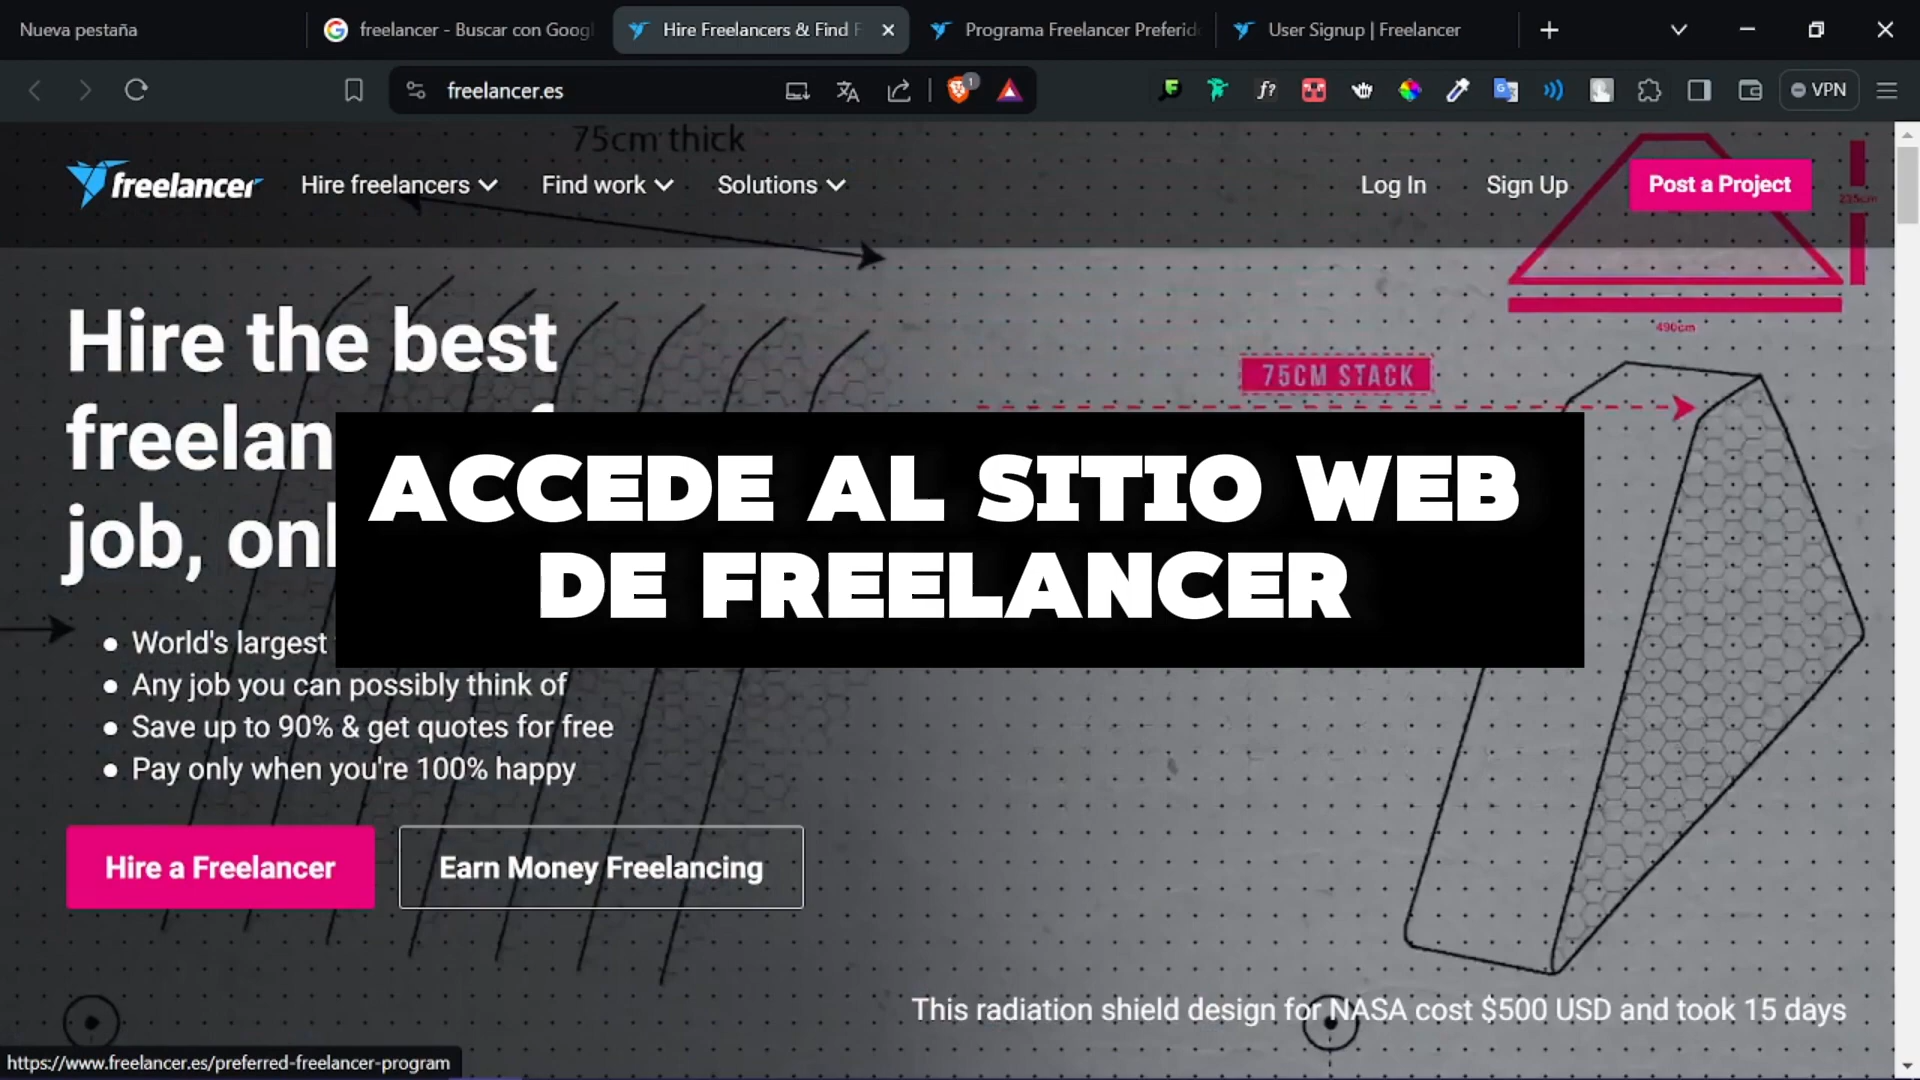 Nueva pestaña
freelancer - Buscar con Googl
Hire Freelancers & Find F
Programa Freelancer Preferid
User Signup | Freelancer
freelancer.es
1
VPN
75cm thick
freelancer
Hire freelancers
Find work
Solutions
Log In
Sign Up
Post a Project
235cm
490cm
75CM STACK
Hire the best
freelan
job, onl
ACCEDE AL SITIO WEB
DE FREELANCER
World's largest
Any job you can possibly think of
Save up to 90% & get quotes for free
Pay only when you're 100% happy
Hire a Freelancer
Earn Money Freelancing
This radiation shield design for NASA cost $500 USD and took 15 days
https://www.freelancer.es/preferred-freelancer-program